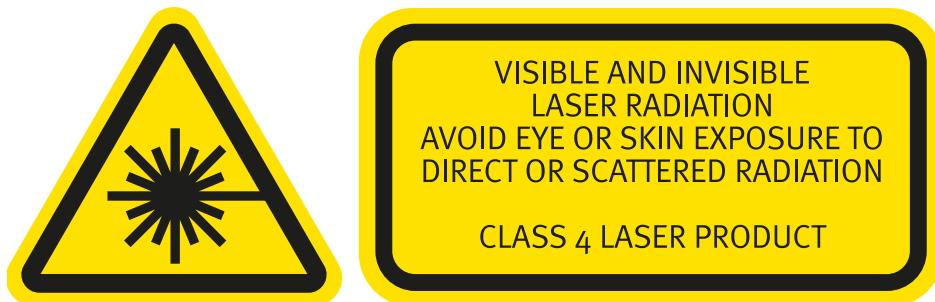 VISIBLE AND INVISIBLE
LASER RADIATION
AVOID EYE OR SKIN EXPOSURE TO
DIRECT OR SCATTERED RADIATION
CLASS 4 LASER PRODUCT